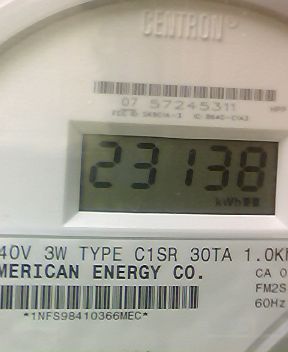 CENTRON
07 57245311
23138
kWh
40V 3W TYPE C1SR 30TA 1.0K
MERICAN ENERGY CO.
CA 0
FM2S
60Hz
*1NFS98410366MEC*